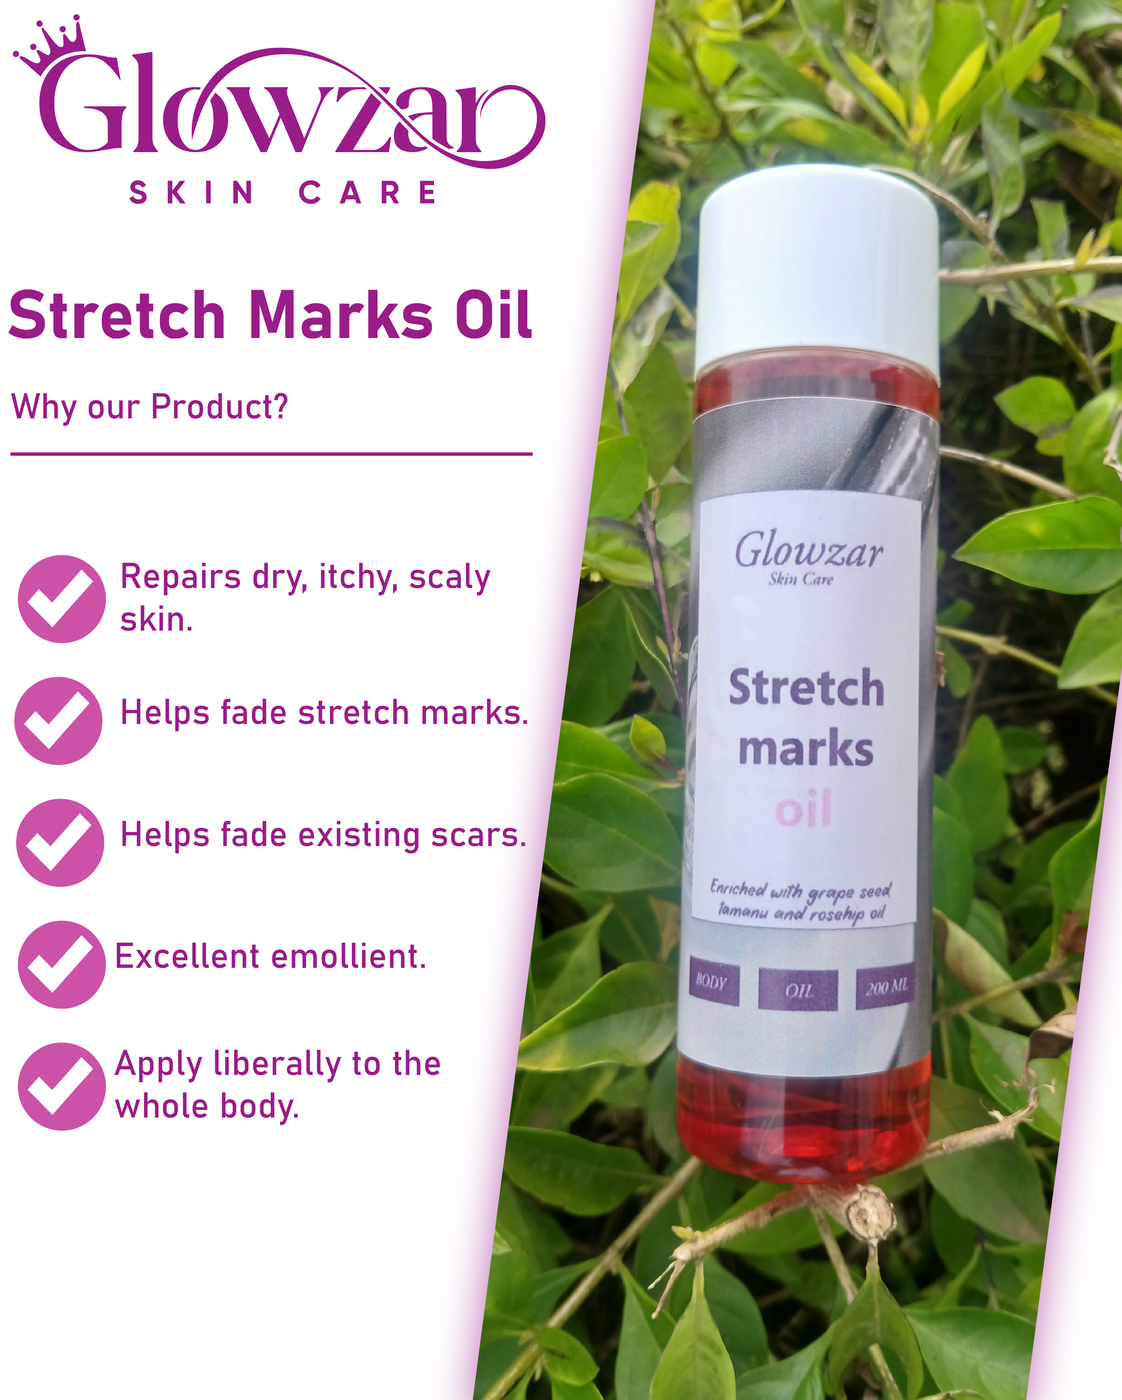 Glowzar
SKIN CARE
Stretch Marks Oil
Why our Product?
Repairs dry, itchy, scaly
skin.
Helps fade stretch marks.
Helps fade existing scars.
Excellent emollient.
Apply liberally to the
whole body.
Glowzar
Skin Care
Stretch
marks
oil
Enriched with grape seed
tamanu and rosehip oil
BODY OIL 200 ML